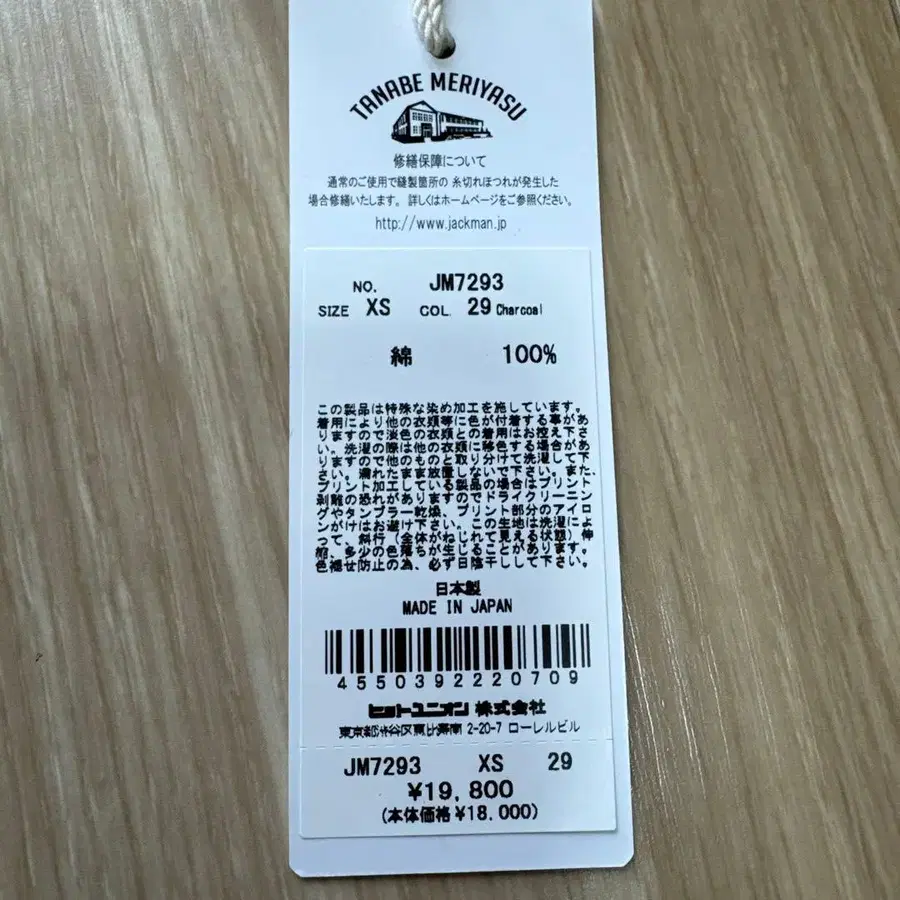 TANABE MERIYASU
修繕保障について
通常のご使用で縫製箇所の 糸切れほつれが発生した
場合修繕いたします。詳しくはホームページをご参照ください。
http://www.jackman.jp
NO. JM7293
SIZE XS COL. 29 Charcoal
綿 100%
この製品は特殊な染め加工を施しています。
着用により他の衣類等に色が付着する事があ
りますので淡色の衣類との着用はお控え下さ
い。洗濯の際は他の衣類に移色する場合があ
りますので他のものと取り分けて洗濯して下
さい。濡れたまま放置しないで下さい。また、
プリント加工している製品の場合はプリント
剥離の恐れがありますのでドライクリーニン
グやタンブラー乾燥、プリント部分のアイロ
ンがけはお避け下さい。この生地は洗濯によ
って、斜行（全体がねじれて見える状態）伸
縮、多少の色落ちが生じることがあります。
色褪せ防止の為、必ず日陰干しして下さい。
日本製
MADE IN JAPAN
4550392220709
ヒットユニオン 株式会社
東京都渋谷区恵比寿南 2-20-7 ローレルビル
JM7293 XS 29
¥19,800
(本体価格 ¥18,000)